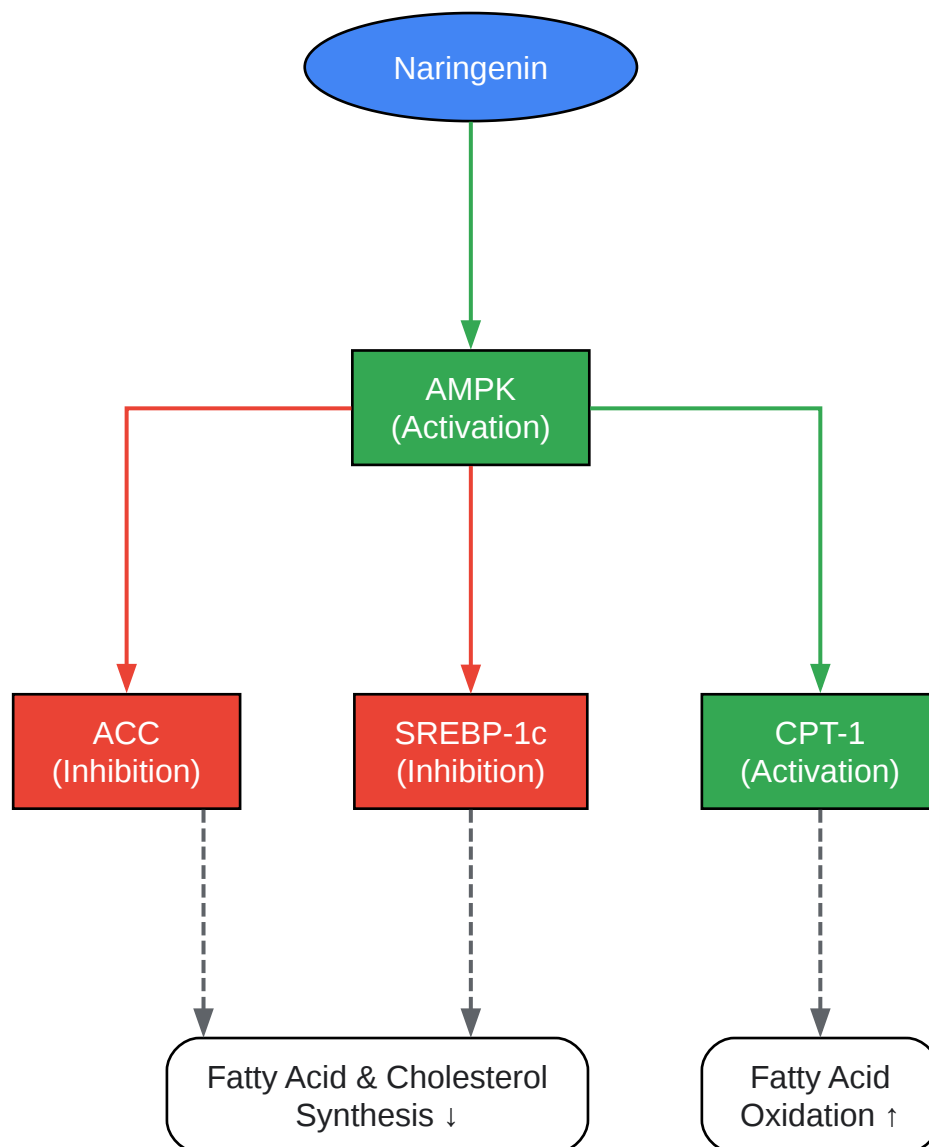 Naringenin
AMPK
(Activation)
ACC
(Inhibition)
SREBP-1c
(Inhibition)
CPT-1
(Activation)
Fatty Acid & Cholesterol
Synthesis ↓
Fatty Acid
Oxidation ↑